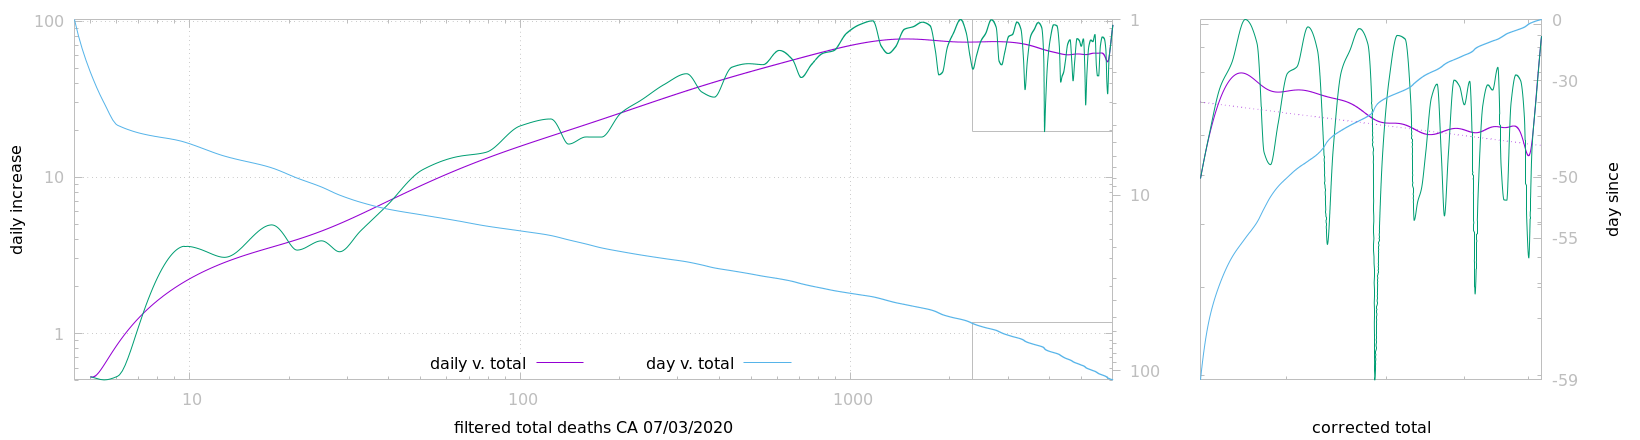 100
10
1
daily increase
daily v. total
day v. total
10
100
1000
filtered total deaths CA 07/03/2020
1
10
100
0
-30
-50
-55
-59
day since
corrected total